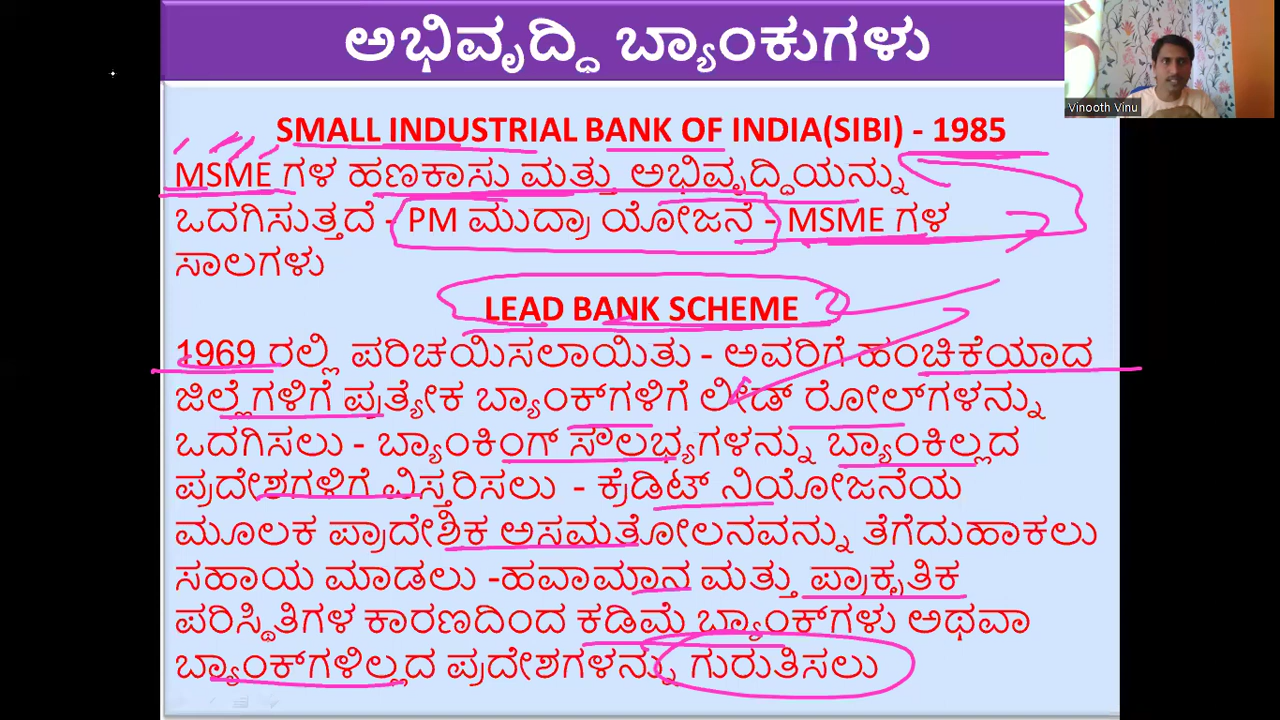 ಅಭಿವೃದ್ಧಿ ಬ್ಯಾಂಕುಗಳು
Vinooth Vinu
SMALL INDUSTRIAL BANK OF INDIA(SIBI) - 1985
MSME ಗಳ ಹಣಕಾಸು ಮತ್ತು ಅಭಿವೃದ್ಧಿಯನ್ನು
ಒದಗಿಸುತ್ತದೆ - PM ಮುದ್ರಾ ಯೋಜನೆ - MSME ಗಳ
ಸಾಲಗಳು
LEAD BANK SCHEME
1969 ರಲ್ಲಿ ಪರಿಚಯಿಸಲಾಯಿತು - ಅವರಿಗೆ ಹಂಚಿಕೆಯಾದ
ಜಿಲ್ಲೆಗಳಿಗೆ ಪ್ರತ್ಯೇಕ ಬ್ಯಾಂಕ್‌ಗಳಿಗೆ ಲೀಡ್ ರೋಲ್‌ಗಳನ್ನು
ಒದಗಿಸಲು - ಬ್ಯಾಂಕಿಂಗ್ ಸೌಲಭ್ಯಗಳನ್ನು ಬ್ಯಾಂಕಿಲ್ಲದ
ಪ್ರದೇಶಗಳಿಗೆ ವಿಸ್ತರಿಸಲು - ಕ್ರೆಡಿಟ್ ನಿಯೋಜನೆಯ
ಮೂಲಕ ಪ್ರಾದೇಶಿಕ ಅಸಮತೋಲನವನ್ನು ತೆಗೆದುಹಾಕಲು
ಸಹಾಯ ಮಾಡಲು -ಹವಾಮಾನ ಮತ್ತು ಪ್ರಾಕೃತಿಕ
ಪರಿಸ್ಥಿತಿಗಳ ಕಾರಣದಿಂದ ಕಡಿಮೆ ಬ್ಯಾಂಕ್‌ಗಳು ಅಥವಾ
ಬ್ಯಾಂಕ್‌ಗಳಿಲ್ಲದ ಪ್ರದೇಶಗಳನ್ನು ಗುರುತಿಸಲು